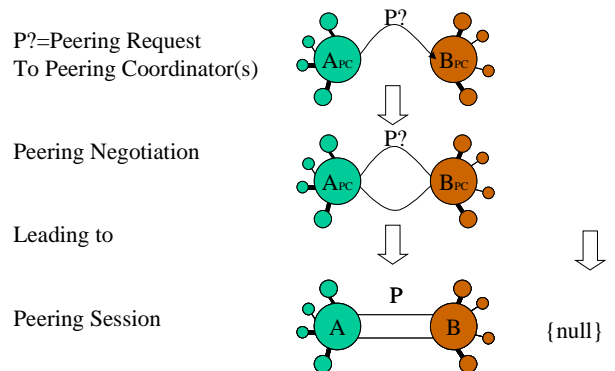 P?=Peering Request
To Peering Coordinator(s)
P?
APC
BPC
Peering Negotiation
P?
APC
BPC
Leading to
Peering Session
P
A
B
{null}